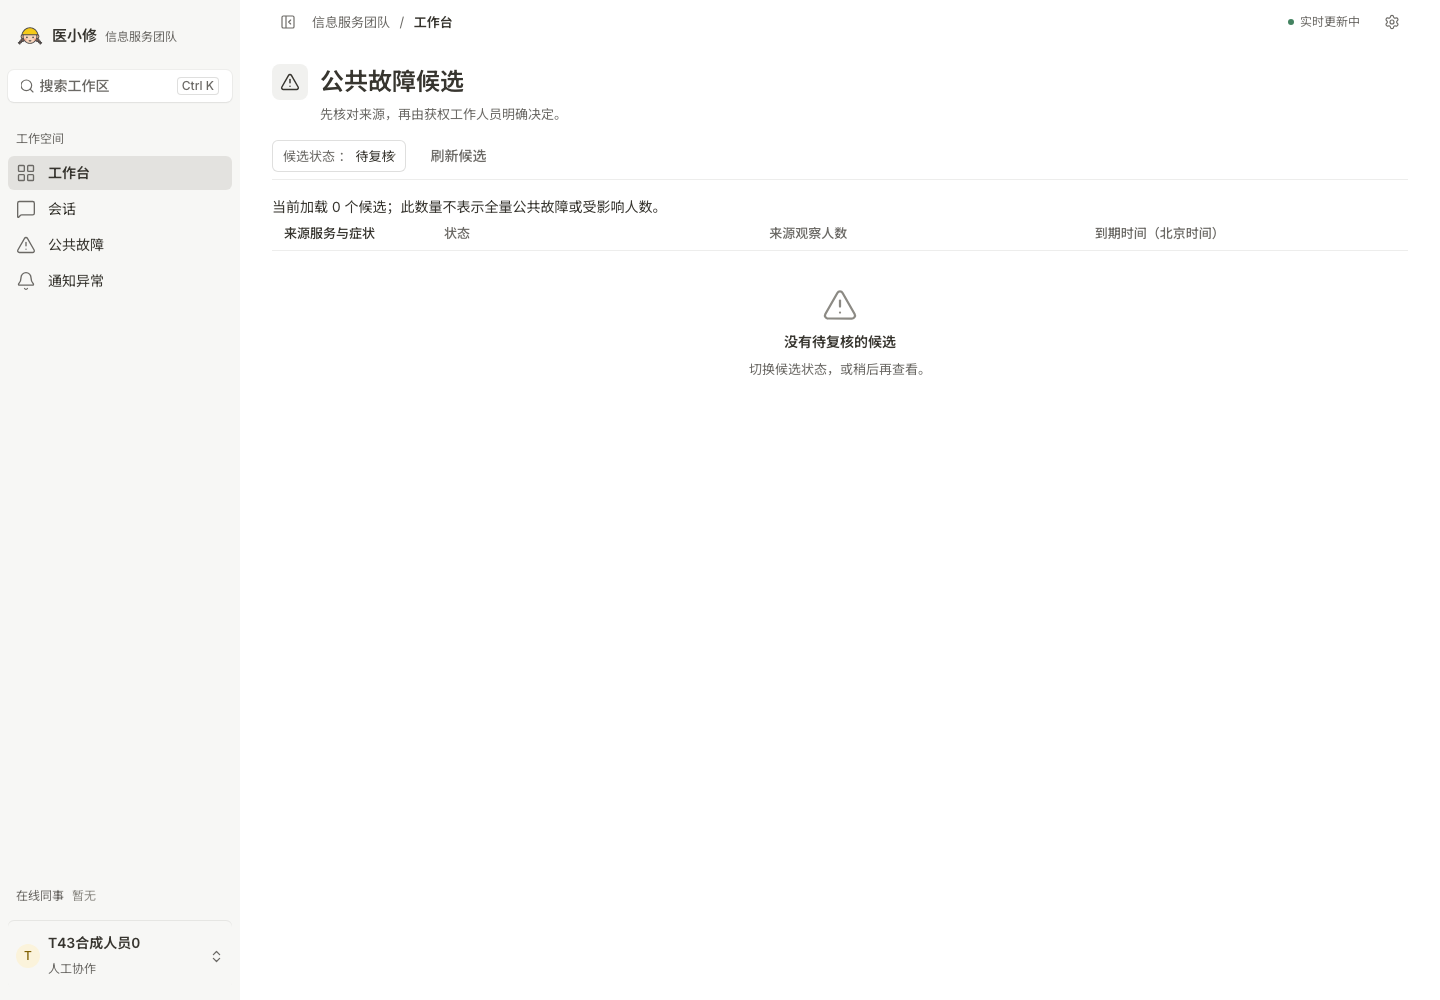 医小修 信息服务团队
搜索工作区 Ctrl K
工作空间
工作台
会话
公共故障
通知异常
在线同事 暂无
T
T43合成人员0
人工协作
信息服务团队 / 工作台
实时更新中
公共故障候选
先核对来源，再由获权工作人员明确决定。
候选状态： 待复核 刷新候选
当前加载 0 个候选；此数量不表示全量公共故障或受影响人数。
来源服务与症状 状态 来源观察人数 到期时间（北京时间）
没有待复核的候选
切换候选状态，或稍后再查看。